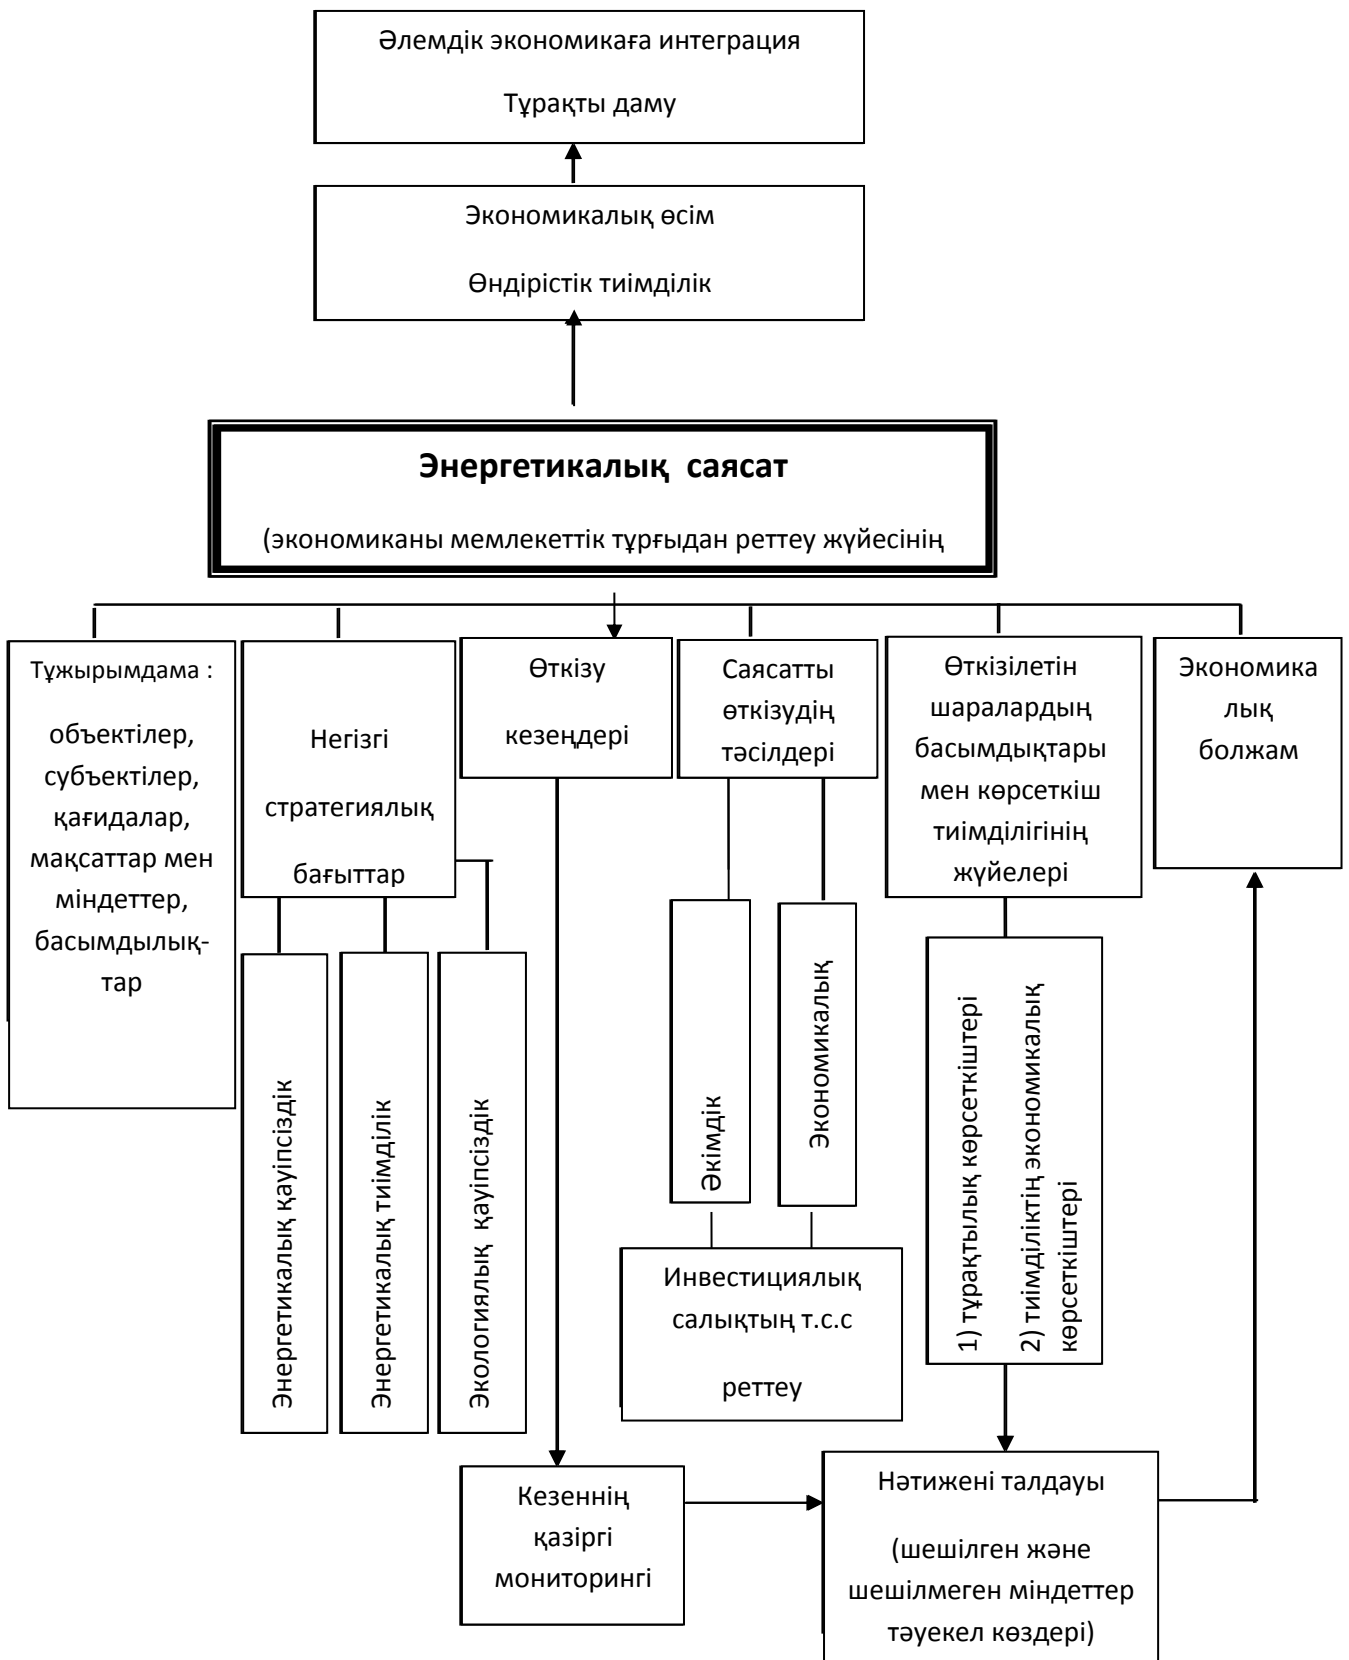 Әлемдік экономикаға интеграция
Тұрақты даму
Экономикалық өсім
Өндірістік тиімділік
Энергетикалық саясат
(экономиканы мемлекеттік тұрғыдан реттеу жүйесінің
Тұжырымдама :
объектілер,
субъектілер,
қағидалар,
мақсаттар мен
міндеттер,
басымдылық-
тар
Негізгі
стратегиялық
бағыттар
Өткізу
кезеңдері
Саясатты
өткізудің
тәсілдері
Өткізілетін
шаралардың
басымдықтары
мен көрсеткіш
тиімділігінің
жүйелері
Экономика
лық
болжам
Энергетикалық қауіпсіздік
Энергетикалық тиімділік
Экологиялық қауіпсіздік
Әкімдік
Экономикалық
1) тұрақтылық көрсеткіштері
2) тиімділіктің экономикалық
көрсеткіштері
Инвестициялық
салықтың т.с.с
реттеу
Кезеннің
қазіргі
мониторингі
Нәтижені талдауы
(шешілген және
шешілмеген міндеттер
тәуекел көздері)